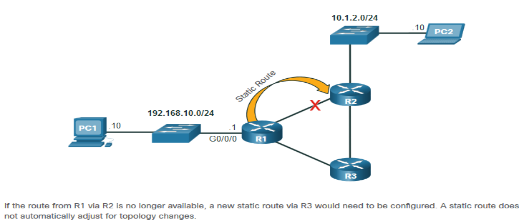 10.1.2.0/24
10
PC2
Static Route
R2
192.168.10.0/24
PC1
10
.1
G0/0/0
R1
R3
If the route from R1 via R2 is no longer available, a new static route via R3 would need to be configured. A static route does
not automatically adjust for topology changes.